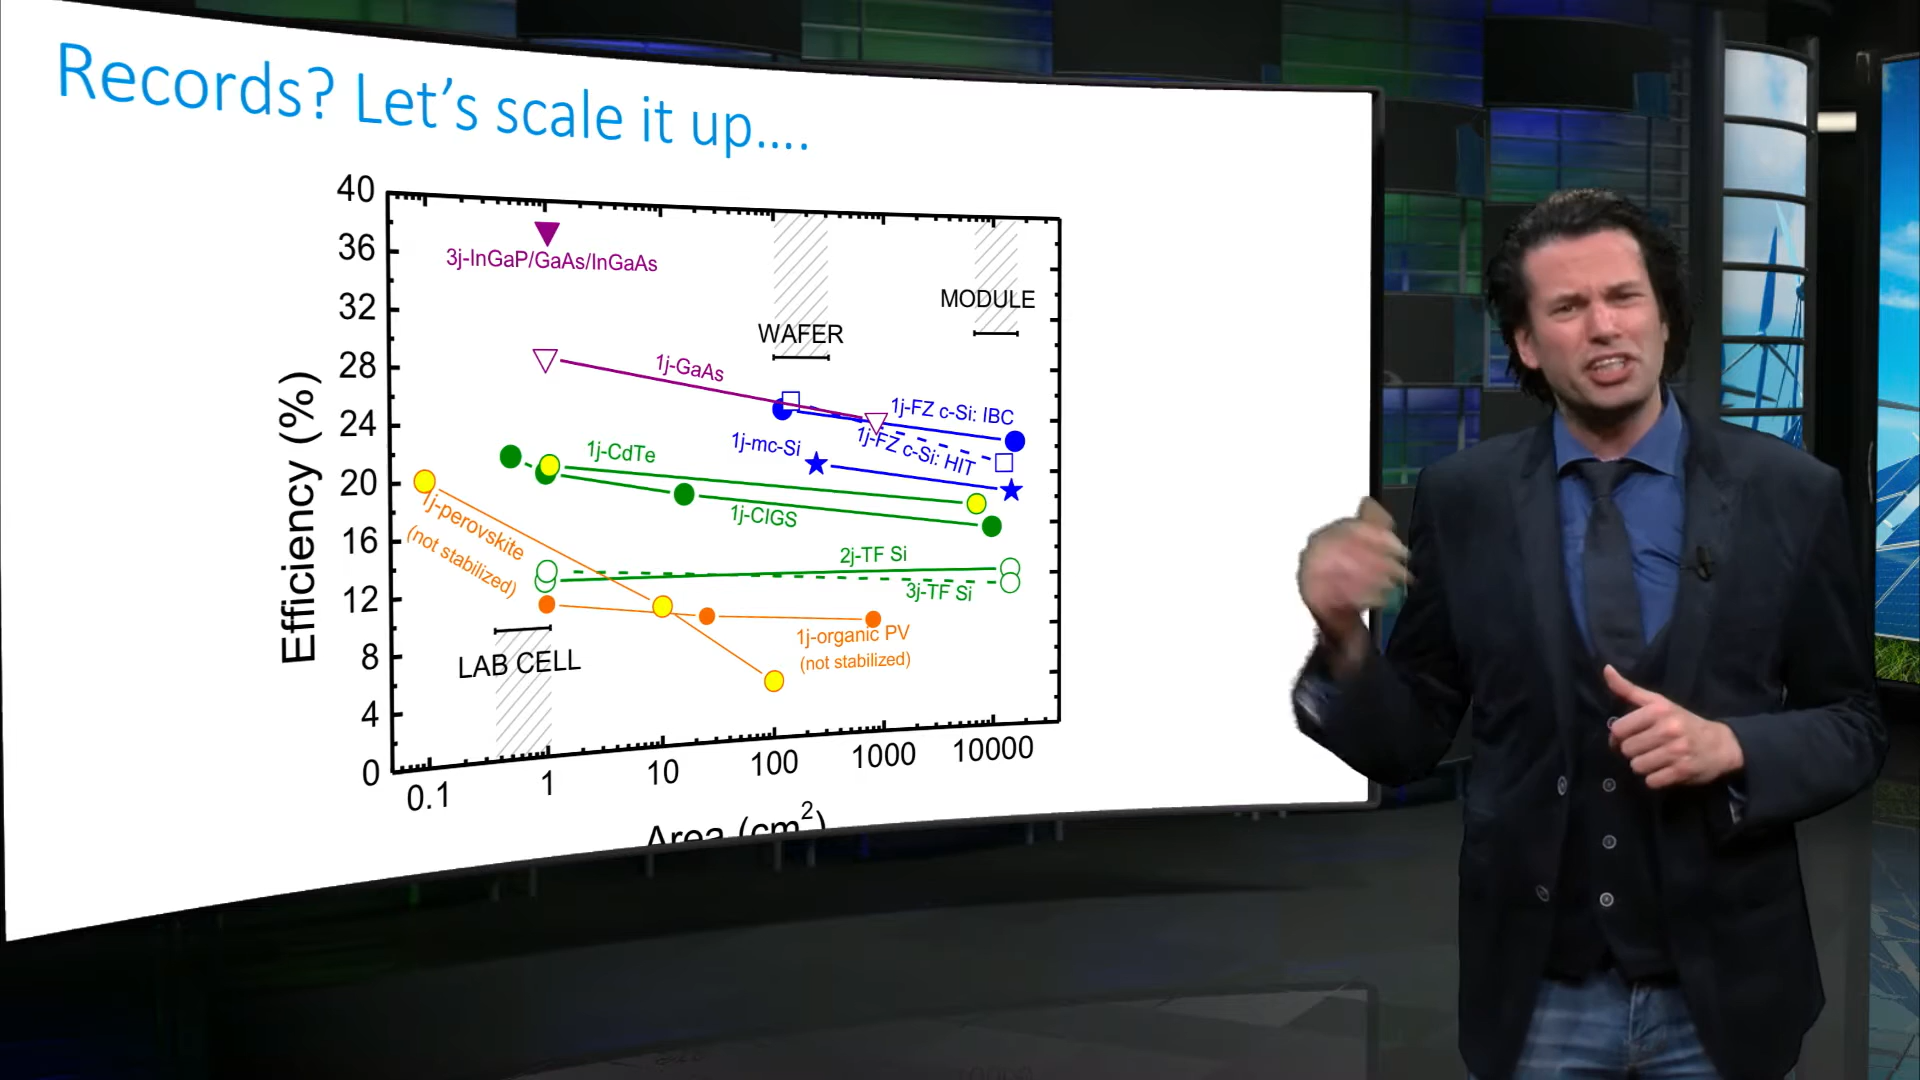 Records? Let's scale it up....
40
36
32
28
24
20
16
12
8
4
0
Efficiency (%)
3j-InGaP/GaAs/InGaAs
MODULE
WAFER
1j-GaAs
1j-FZ c-Si: IBC
1j-FZ c-Si: HIT
1j-mc-Si
1j-CdTe
1j-CIGS
1j-perovskite
(not stabilized)
2j-TF Si
3j-TF Si
1j-organic PV
(not stabilized)
LAB CELL
0.1
1
10
100
1000
10000
Area (cm²)